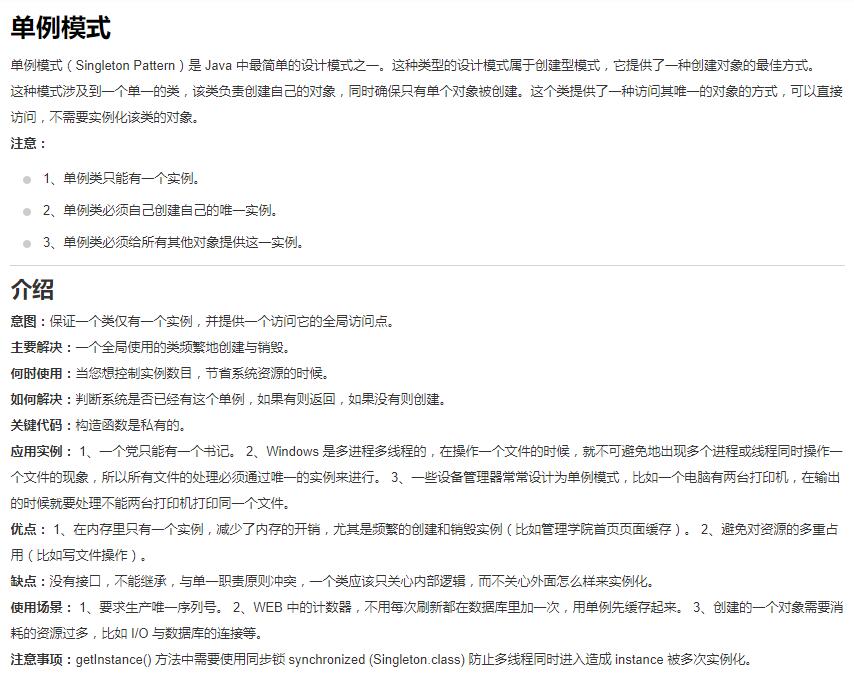 单例模式
单例模式（Singleton Pattern）是 Java 中最简单的设计模式之一。这种类型的设计模式属于创建型模式，它提供了一种创建对象的最佳方式。
这种模式涉及到一个单一的类，该类负责创建自己的对象，同时确保只有单个对象被创建。这个类提供了一种访问其唯一的对象的方式，可以直接
访问，不需要实例化该类的对象。
注意：
1、单例类只能有一个实例。
2、单例类必须自己创建自己的唯一实例。
3、单例类必须给所有其他对象提供这一实例。
介绍
意图：保证一个类仅有一个实例，并提供一个访问它的全局访问点。
主要解决：一个全局使用的类频繁地创建与销毁。
何时使用：当您想控制实例数目，节省系统资源的时候。
如何解决：判断系统是否已经有这个单例，如果有则返回，如果没有则创建。
关键代码：构造函数是私有的。
应用实例： 1、一个党只能有一个书记。 2、Windows 是多进程多线程的，在操作一个文件的时候，就不可避免地出现多个进程或线程同时操作一
个文件的现象，所以所有文件的处理必须通过唯一的实例来进行。 3、一些设备管理器常常设计为单例模式，比如一个电脑有两台打印机，在输出
的时候就要处理不能两台打印机打印同一个文件。
优点： 1、在内存里只有一个实例，减少了内存的开销，尤其是频繁的创建和销毁实例（比如管理学院首页页面缓存）。 2、避免对资源的多重占
用（比如写文件操作）。
缺点：没有接口，不能继承，与单一职责原则冲突，一个类应该只关心内部逻辑，而不关心外面怎么样来实例化。
使用场景： 1、要求生产唯一序列号。 2、WEB 中的计数器，不用每次刷新都在数据库里加一次，用单例先缓存起来。 3、创建的一个对象需要消
耗的资源过多，比如 I/O 与数据库的连接等。
注意事项：getInstance() 方法中需要使用同步锁 synchronized (Singleton.class) 防止多线程同时进入造成 instance 被多次实例化。